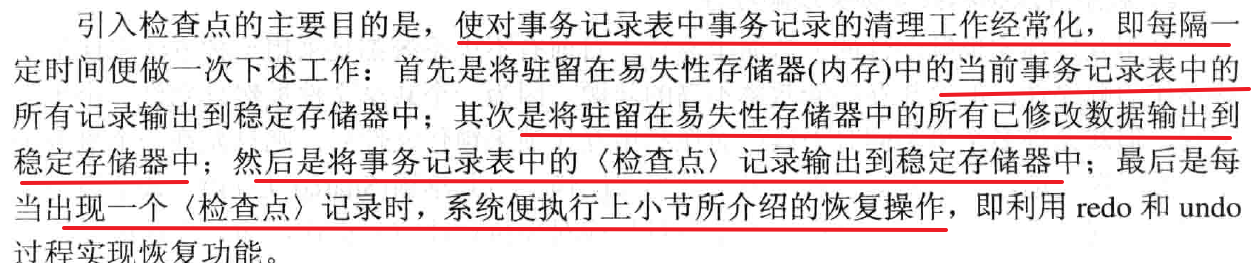 引入检查点的主要目的是，使对事务记录表中事务记录的清理工作经常化，即每隔一
定时间便做一次下述工作：首先是将驻留在易失性存储器(内存)中的当前事务记录表中的
所有记录输出到稳定存储器中；其次是将驻留在易失性存储器中的所有已修改数据输出到
稳定存储器中；然后是将事务记录表中的〈检查点〉记录输出到稳定存储器中；最后是每
当出现一个〈检查点〉记录时，系统便执行上小节所介绍的恢复操作，即利用 redo 和 undo
过程实现恢复功能。